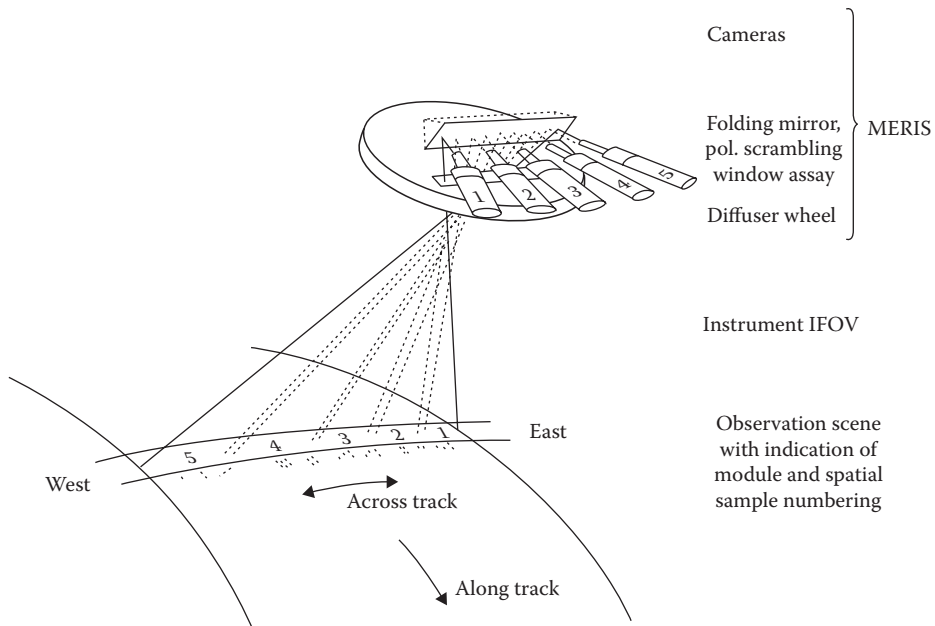 Cameras
Folding mirror,
pol. scrambling
window assay
MERIS
Diffuser wheel
1
2
3
4
5
Instrument IFOV
Observation scene
with indication of
module and spatial
sample numbering
East
West
5
4
3
2
1
Across track
Along track